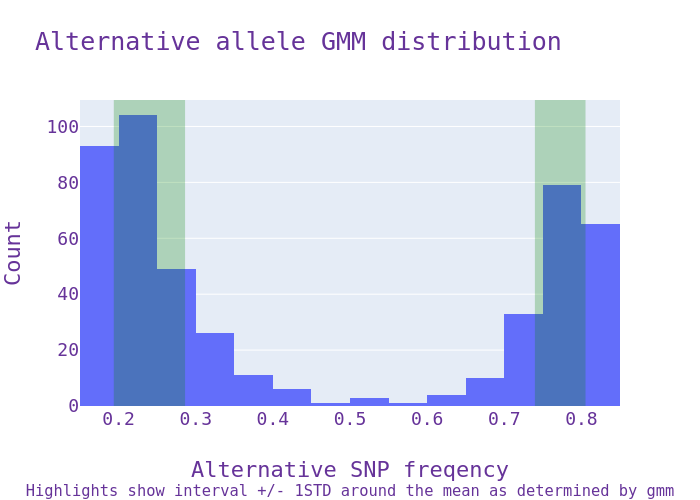 Alternative allele GMM distribution
100
80
60
40
20
0
Count
0.2 0.3 0.4 0.5 0.6 0.7 0.8
Alternative SNP freqency
Highlights show interval +/- 1STD around the mean as determined by gmm